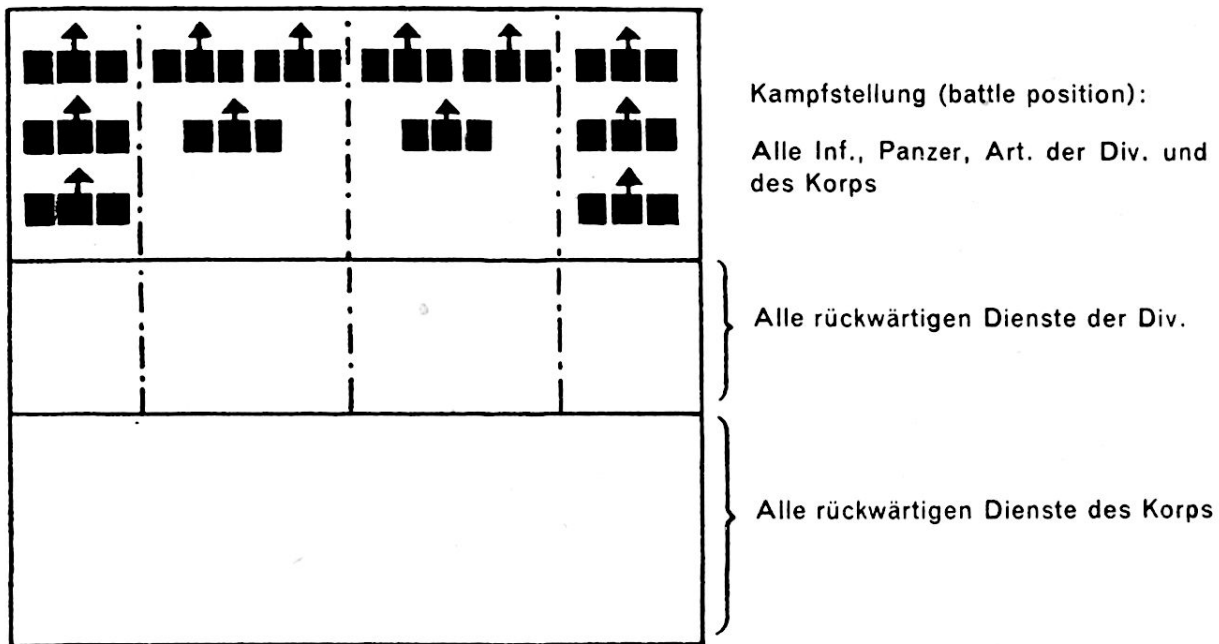 Kampfstellung (battle position):
Alle Inf., Panzer, Art. der Div. und
des Korps
Alle rückwärtigen Dienste der Div.
Alle rückwärtigen Dienste des Korps